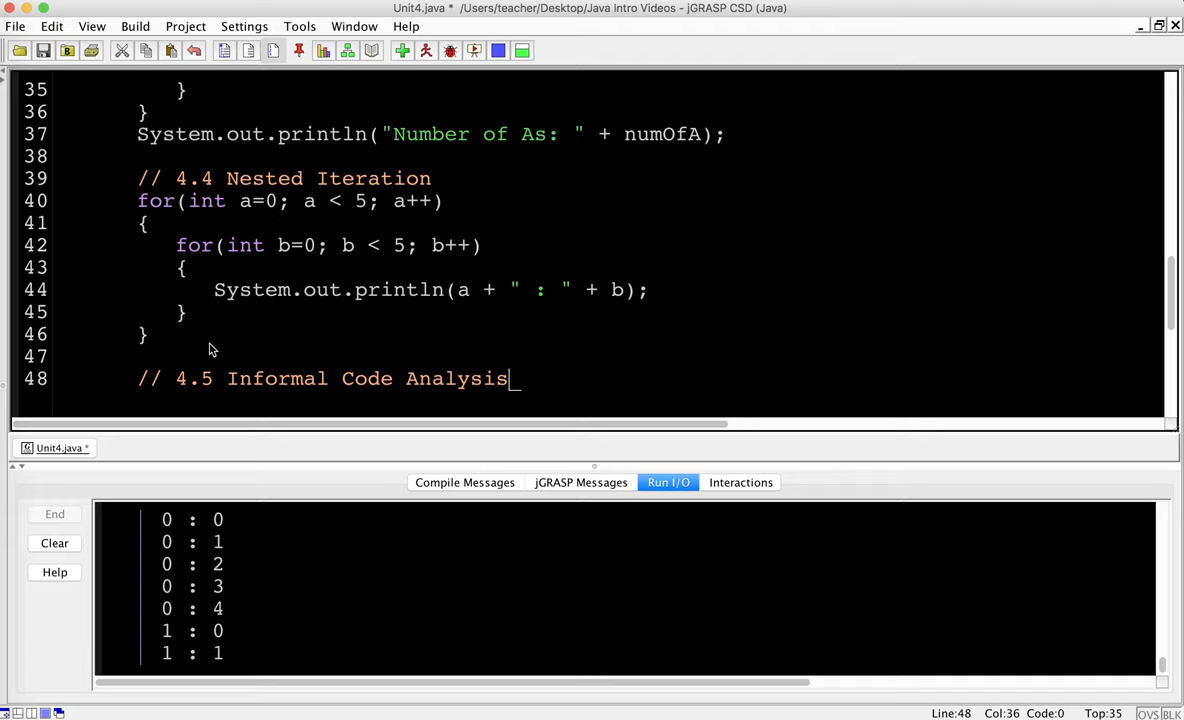 Unit4.java * /Users/teacher/Desktop/Java Intro Videos - jGRASP CSD (Java)
File Edit View Build Project Settings Tools Window Help
35 }
36 }
37 System.out.println("Number of As: " + numOfA);
38
39 // 4.4 Nested Iteration
40 for(int a=0; a < 5; a++)
41 {
42 for(int b=0; b < 5; b++)
43 {
44 System.out.println(a + " : " + b);
45 }
46 }
47
48 // 4.5 Informal Code Analysis
Unit4.java *
Compile Messages jGRASP Messages Run I/O Interactions
End
Clear
Help
0 : 0
0 : 1
0 : 2
0 : 3
0 : 4
1 : 0
1 : 1
Line:48 Col:36 Code:0 Top:35 OVS BLK